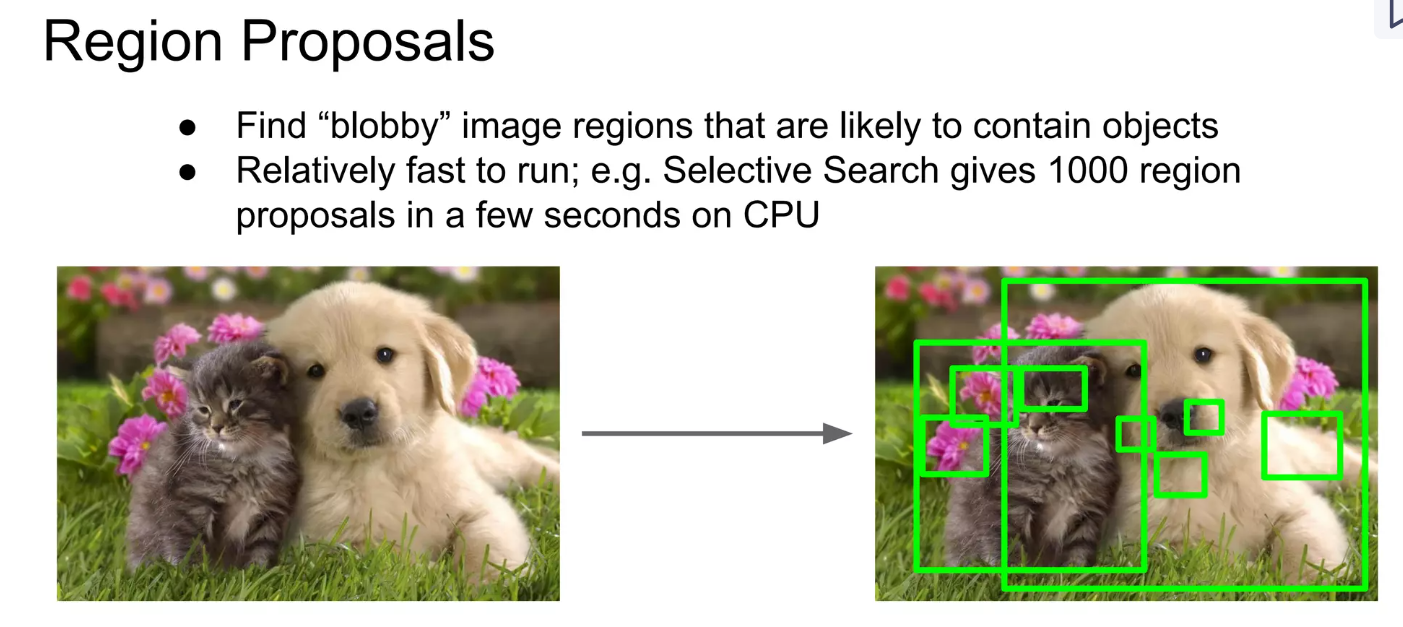 Region Proposals
● Find “blobby” image regions that are likely to contain objects
● Relatively fast to run; e.g. Selective Search gives 1000 region
proposals in a few seconds on CPU